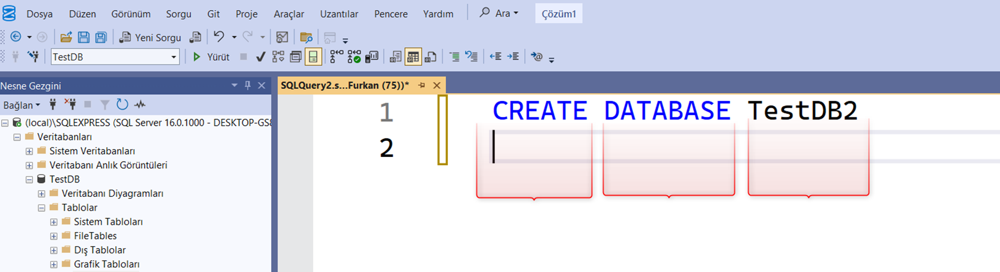 Dosya Düzen Görünüm Sorgu Git Proje Araçlar Uzantılar Pencere Yardım Ara Çözüm1
Yeni Sorgu
TestDB Yürüt
Nesne Gezgini
SQLQuery2.s...Furkan (75))*
Bağlan
(local)\SQLEXPRESS (SQL Server 16.0.1000 - DESKTOP-GS8
Veritabanları
Sistem Veritabanları
Veritabanı Anlık Görüntüleri
TestDB
Veritabanı Diyagramları
Tablolar
Sistem Tabloları
FileTables
Dış Tablolar
Grafik Tabloları
1 CREATE DATABASE TestDB2
2